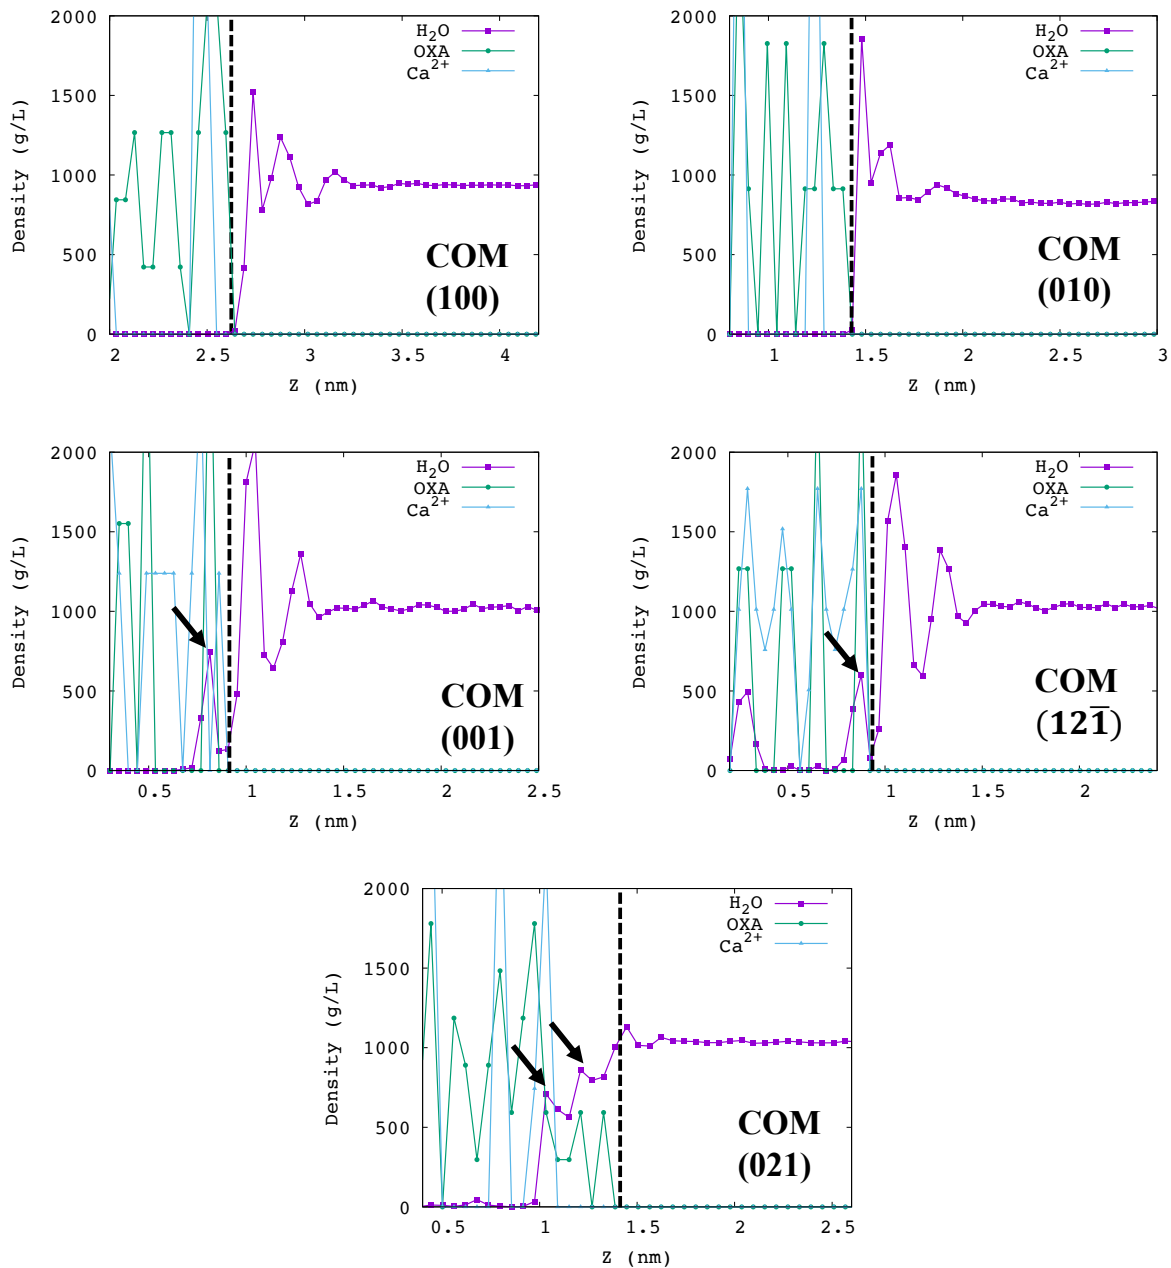 2000
1500
1000
500
0
Density (g/L)
H₂O
OXA
Ca²⁺
COM
(100)
2 2.5 3 3.5 4
Z (nm)
2000
1500
1000
500
0
Density (g/L)
H₂O
OXA
Ca²⁺
COM
(010)
1 1.5 2 2.5 3
Z (nm)
2000
1500
1000
500
0
Density (g/L)
H₂O
OXA
Ca²⁺
COM
(001)
0.5 1 1.5 2 2.5
Z (nm)
2000
1500
1000
500
0
Density (g/L)
H₂O
OXA
Ca²⁺
COM
(121̅)
0.5 1 1.5 2
Z (nm)
2000
1500
1000
500
0
Density (g/L)
H₂O
OXA
Ca²⁺
COM
(021)
0.5 1 1.5 2 2.5
Z (nm)